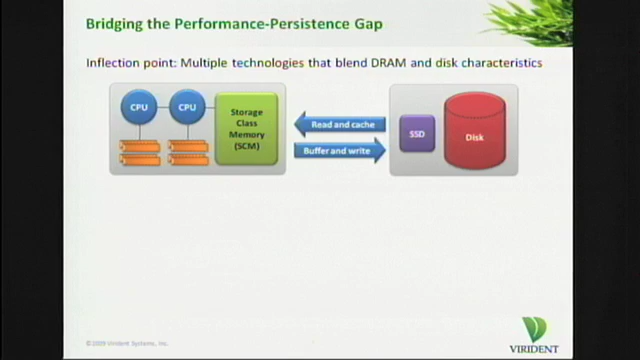 Bridging the Performance-Persistence Gap
Inflection point: Multiple technologies that blend DRAM and disk characteristics
CPU
CPU
Storage
Class
Memory
(SCM)
Read and cache
Buffer and write
SSD
Disk
©2009 Virident Systems, Inc.
VIRIDENT